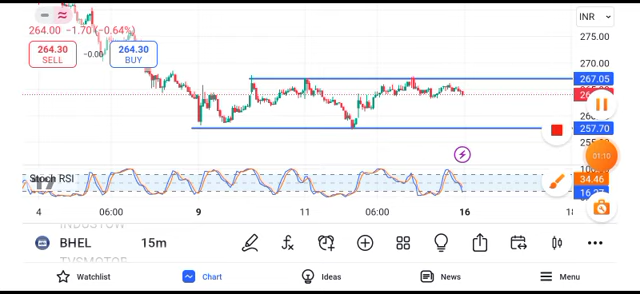 INR
264.00 −1.70 (−0.64%)
275.00
264.30
SELL
-0.00
264.30
BUY
270.00
267.05
257.70
Stoch RSI
01:10
34.46
4
06:00
9
11
06:00
16
BHEL
15m
Watchlist
Chart
Ideas
News
Menu